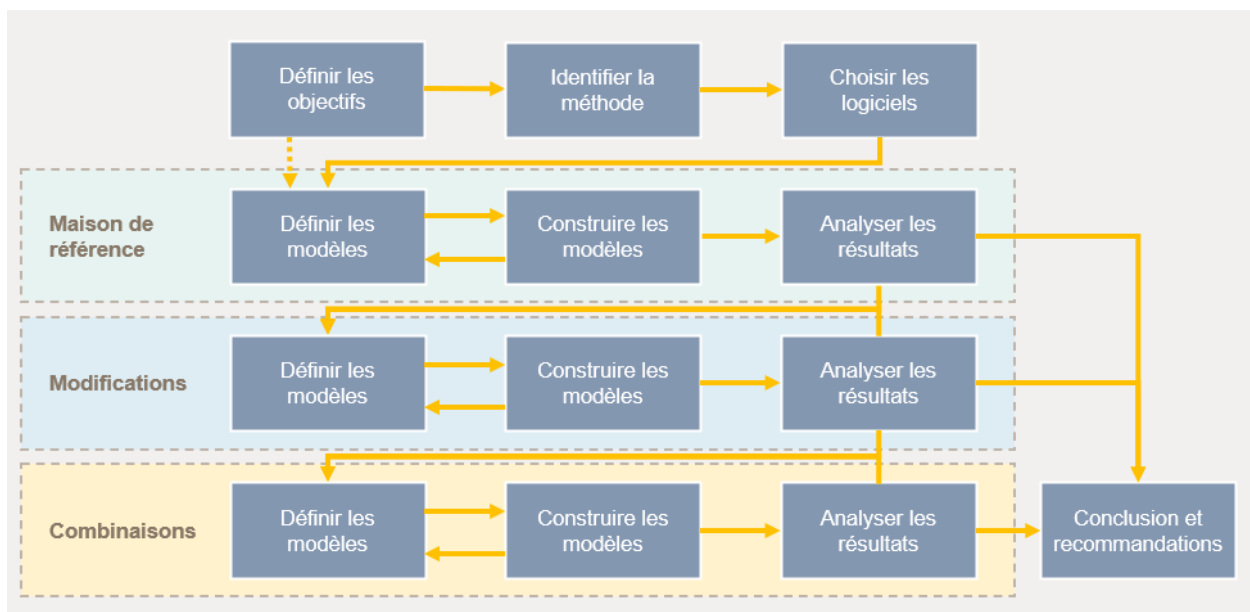 Définir les
objectifs
Identifier la
méthode
Choisir les
logiciels
Maison de
référence
Définir les
modèles
Construire les
modèles
Analyser les
résultats
Modifications
Définir les
modèles
Construire les
modèles
Analyser les
résultats
Combinaisons
Définir les
modèles
Construire les
modèles
Analyser les
résultats
Conclusion et
recommandations